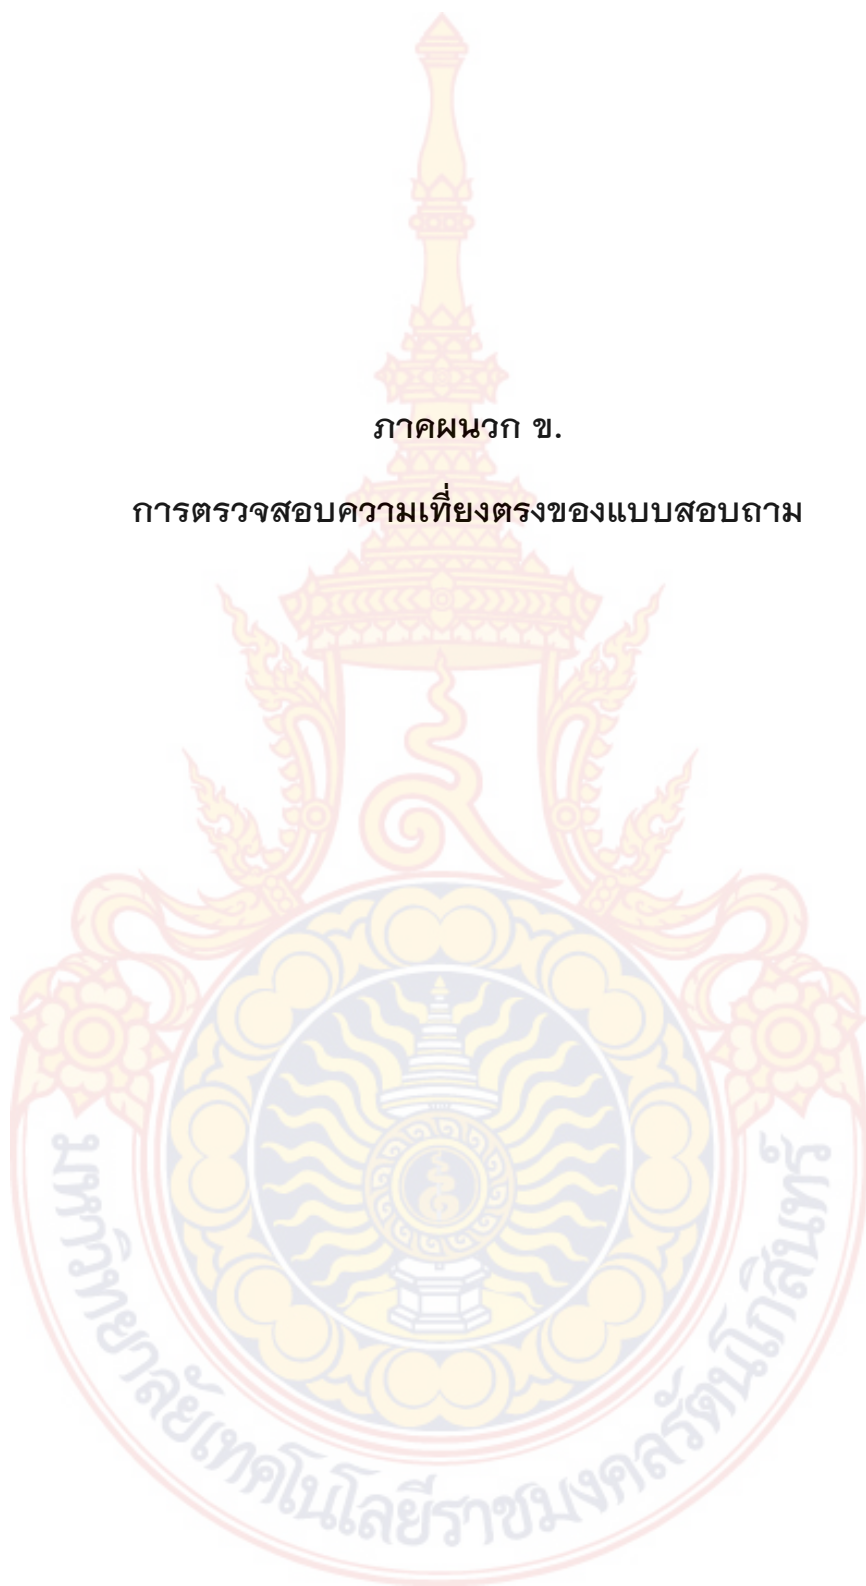 ภาคผนวก ข.
การตรวจสอบความเที่ยงตรงของแบบสอบถาม
มหาวิทยาลัยเทคโนโลยีราชมงคลรัตนโกสินทร์